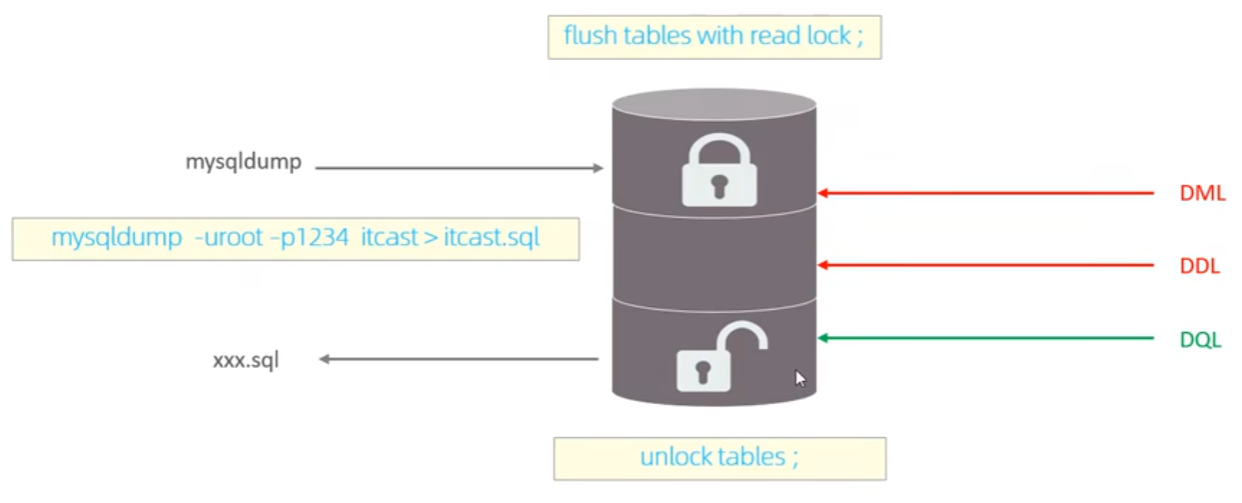 flush tables with read lock ;
mysqldump
DML
mysqldump -uroot -p1234 itcast > itcast.sql
DDL
DQL
xxx.sql
unlock tables ;